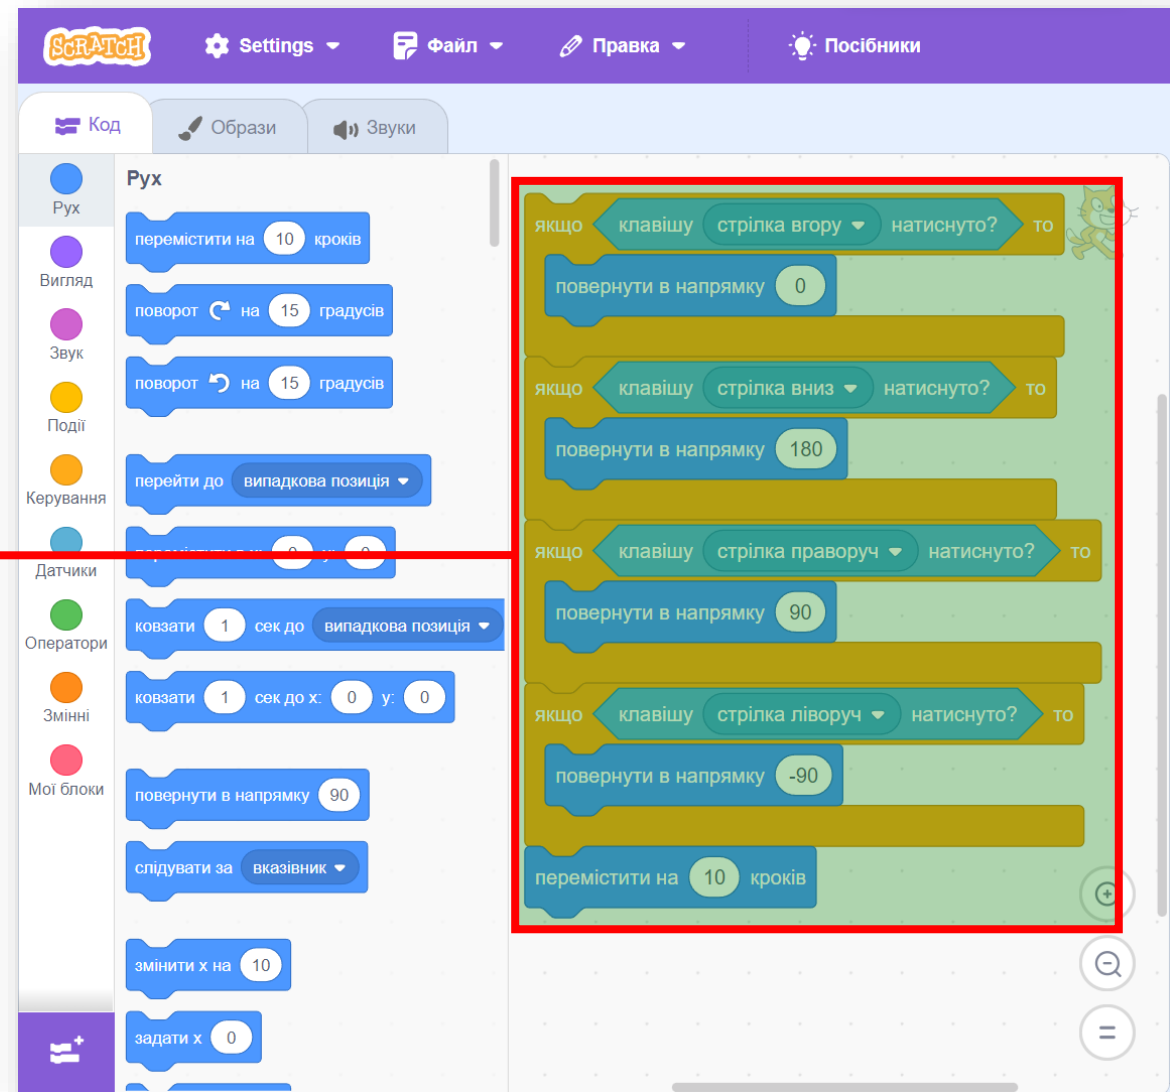 SCRATCH Settings Файл Правка Посібники
Код Образи Звуки
Рух
Вигляд
Звук
Події
Керування
Датчики
Оператори
Змінні
Мої блоки
Рух
перемістити на 10 кроків
поворот на 15 градусів
поворот на 15 градусів
перейти до випадкова позиція
ковзати 1 сек до випадкова позиція
ковзати 1 сек до x: 0 y: 0
повернути в напрямку 90
слідувати за вказівник
змінити x на 10
задати x 0
якщо клавішу стрілка вгору натиснуто? то
повернути в напрямку 0
якщо клавішу стрілка вниз натиснуто? то
повернути в напрямку 180
якщо клавішу стрілка праворуч натиснуто? то
повернути в напрямку 90
якщо клавішу стрілка ліворуч натиснуто? то
повернути в напрямку -90
перемістити на 10 кроків